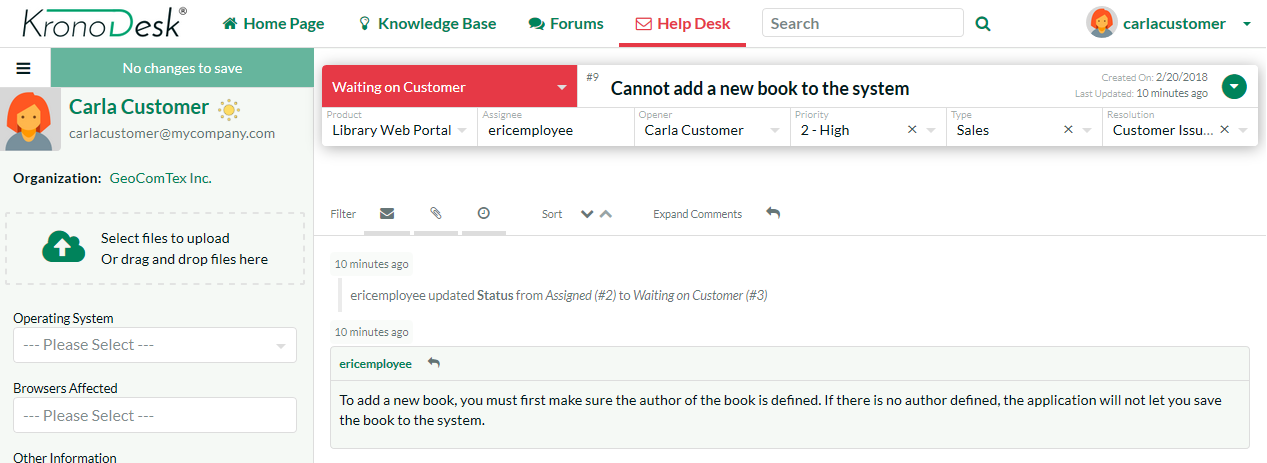 KronoDesk®
Home Page
Knowledge Base
Forums
Help Desk
Search
carlacustomer
No changes to save
Carla Customer
carlacustomer@mycompany.com
Organization: GeoComTex Inc.
Select files to upload
Or drag and drop files here
Operating System
--- Please Select ---
Browsers Affected
--- Please Select ---
Other Information
Waiting on Customer
#9
Cannot add a new book to the system
Created On: 2/20/2018
Last Updated: 10 minutes ago
Product
Library Web Portal
Assignee
ericemployee
Opener
Carla Customer
Priority
2 - High
Type
Sales
Resolution
Customer Issu...
Filter
Sort
Expand Comments
10 minutes ago
ericemployee updated Status from Assigned (#2) to Waiting on Customer (#3)
10 minutes ago
ericemployee
To add a new book, you must first make sure the author of the book is defined. If there is no author defined, the application will not let you save
the book to the system.